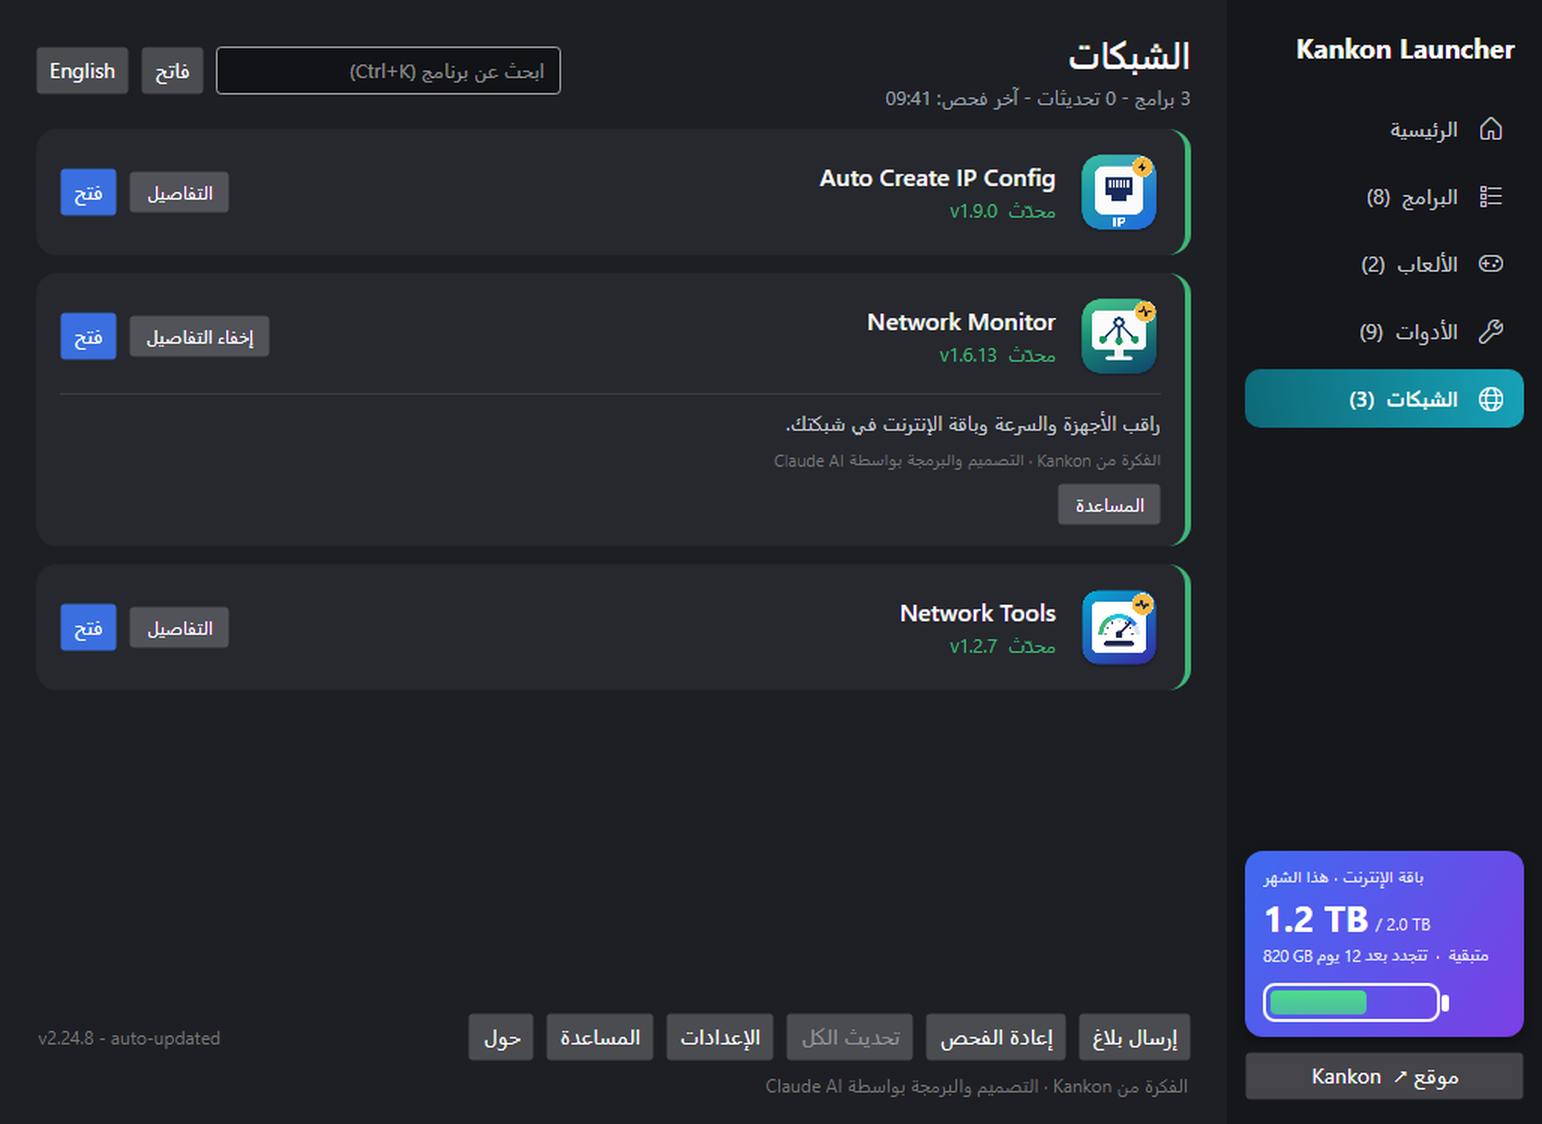 Kankon Launcher
الرئيسية
البرامج (8)
الألعاب (2)
الأدوات (9)
الشبكات (3)
باقة الإنترنت · هذا الشهر
1.2 TB / 2.0 TB
820 GB متبقية · تتجدد بعد 12 يوم
موقع Kankon ↗
الشبكات
3 برامج - 0 تحديثات - آخر فحص: 09:41
ابحث عن برنامج (Ctrl+K)
فاتح
English
IP
Auto Create IP Config
محدّث v1.9.0
التفاصيل
فتح
Network Monitor
محدّث v1.6.13
إخفاء التفاصيل
فتح
راقب الأجهزة والسرعة وباقة الإنترنت في شبكتك.
الفكرة من Kankon · التصميم والبرمجة بواسطة Claude AI
المساعدة
Network Tools
محدّث v1.2.7
التفاصيل
فتح
إرسال بلاغ
إعادة الفحص
تحديث الكل
الإعدادات
المساعدة
حول
v2.24.8 - auto-updated
الفكرة من Kankon · التصميم والبرمجة بواسطة Claude AI